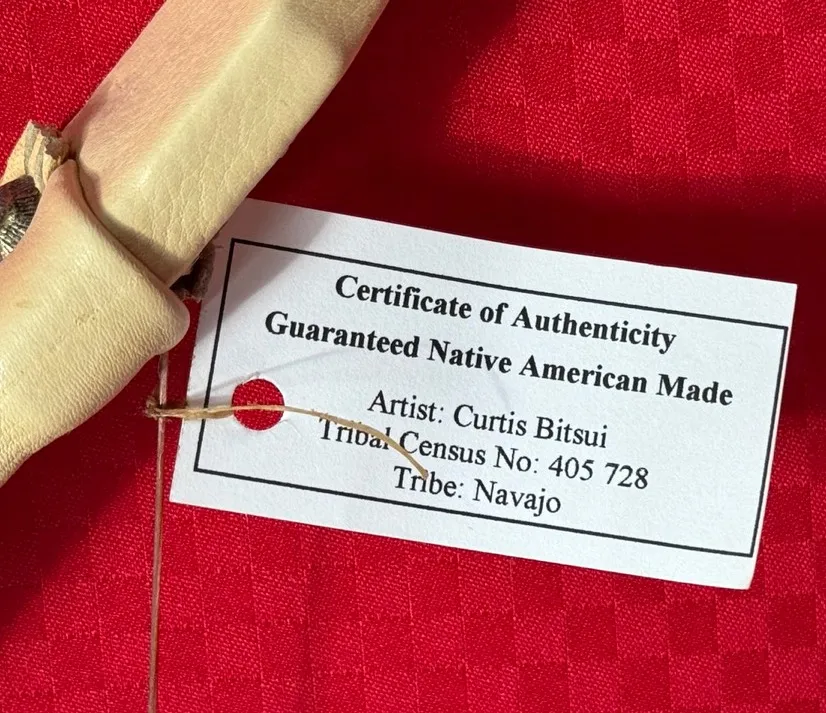 Certificate of Authenticity
Guaranteed Native American Made
Artist: Curtis Bitsui
Tribal Census No: 405 728
Tribe: Navajo